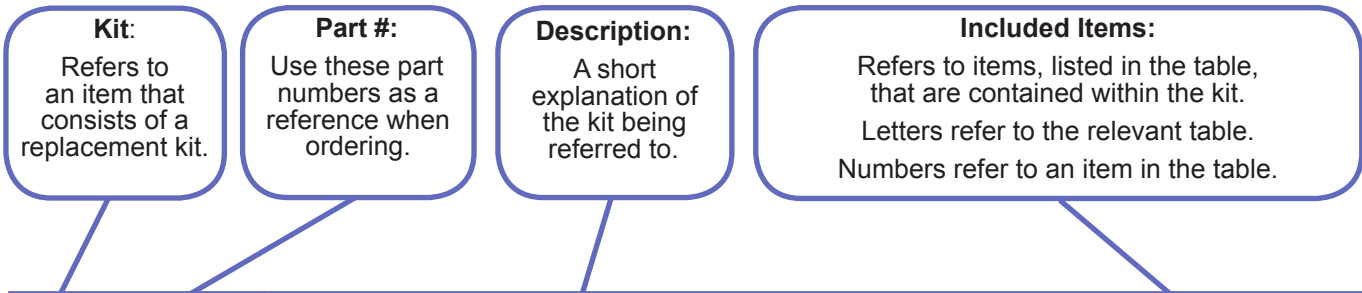 Kit:
Refers to
an item that
consists of a
replacement kit.
Part #:
Use these part
numbers as a
reference when
ordering.
Description:
A short
explanation of
the kit being
referred to.
Included Items:
Refers to items, listed in the table,
that are contained within the kit.
Letters refer to the relevant table.
Numbers refer to an item in the table.